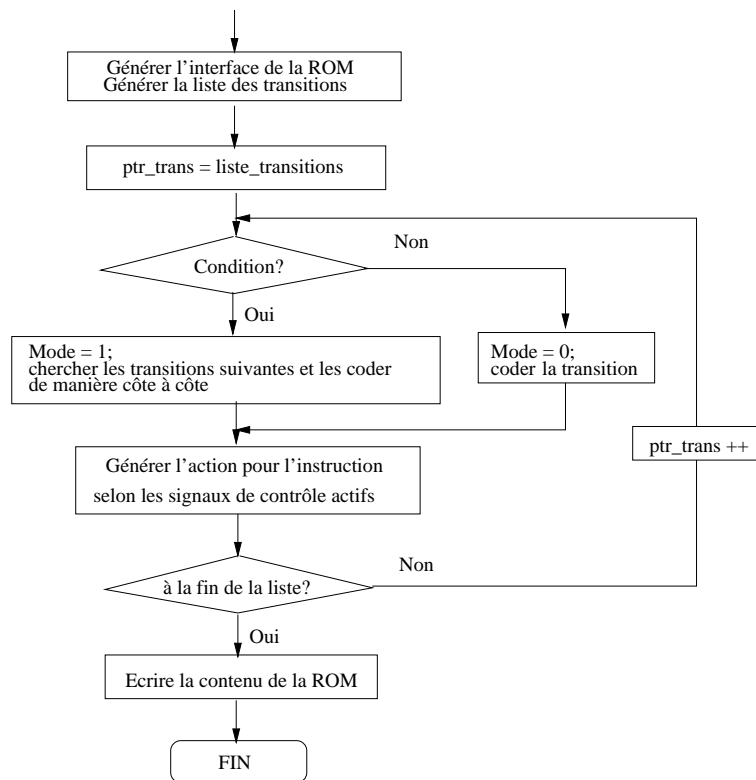 Générer l'interface de la ROM
Générer la liste des transitions
ptr_trans = liste_transitions
Non
Condition?
Oui
Mode = 1;
chercher les transitions suivantes et les coder
de manière côte à côte
Mode = 0;
coder la transition
ptr_trans ++
Générer l'action pour l'instruction
selon les signaux de contrôle actifs
Non
à la fin de la liste?
Oui
Ecrire la contenu de la ROM
FIN